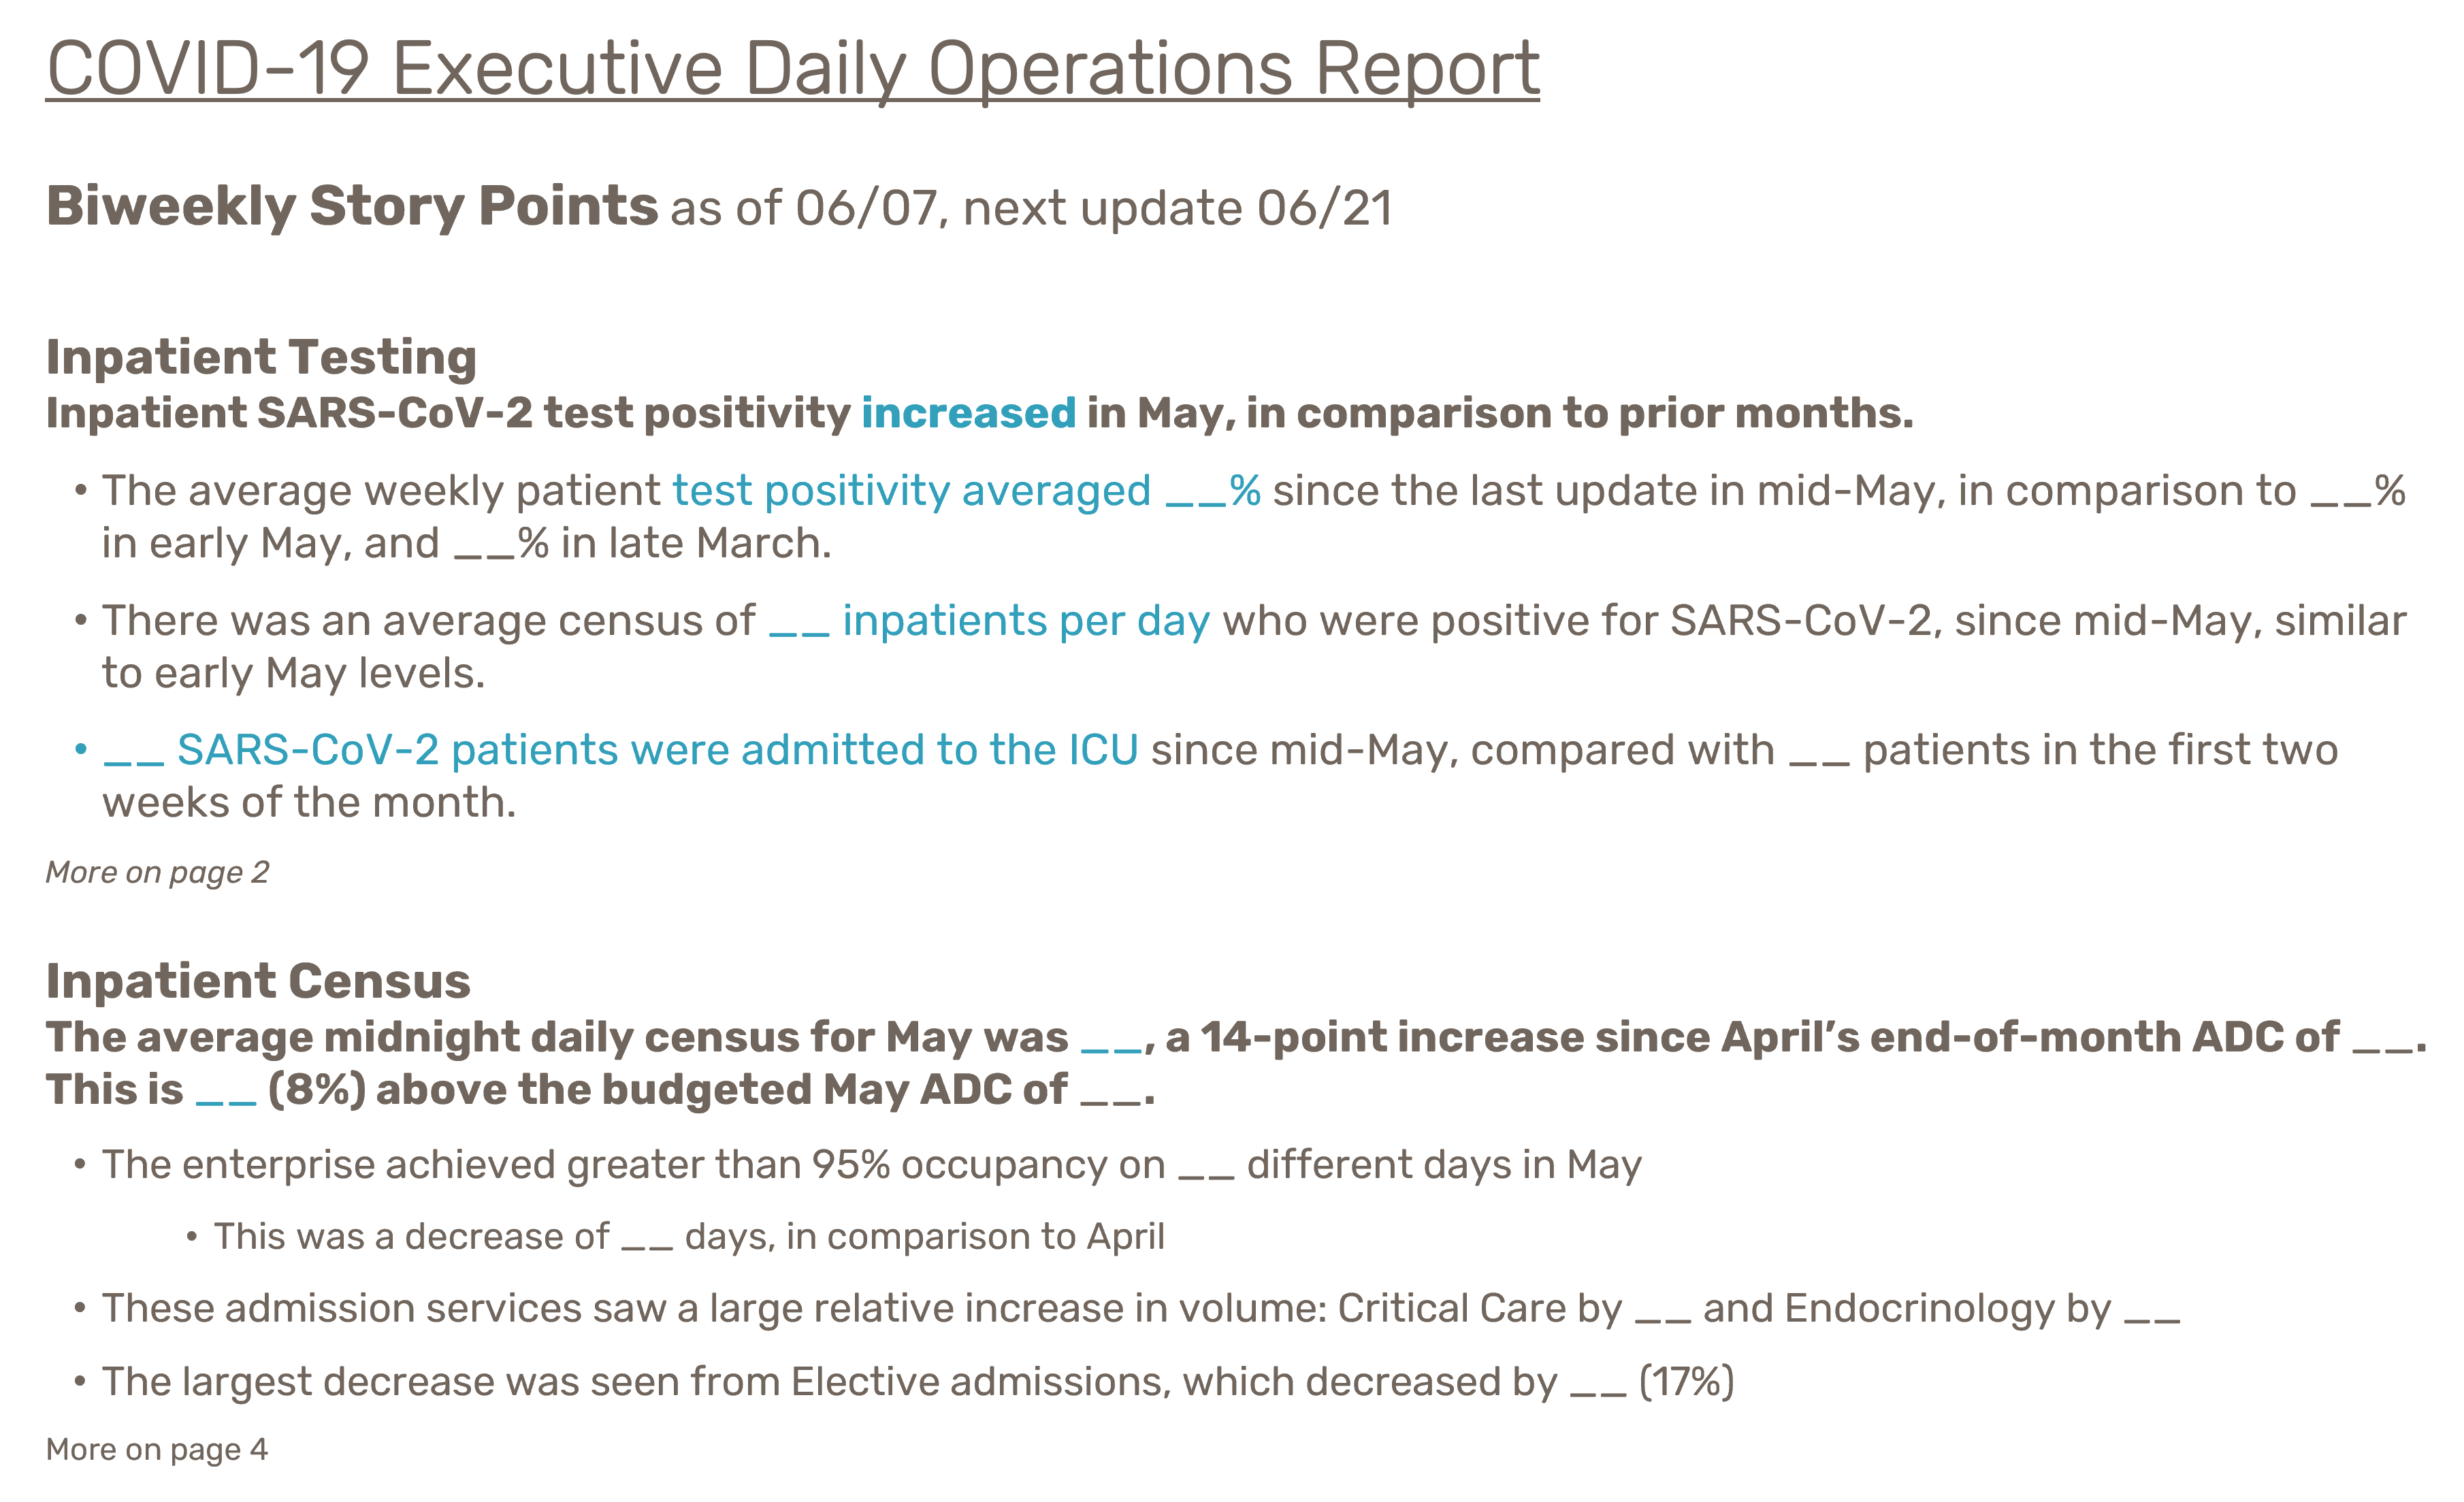 COVID-19 Executive Daily Operations Report
Biweekly Story Points as of 06/07, next update 06/21
Inpatient Testing
Inpatient SARS-CoV-2 test positivity increased in May, in comparison to prior months.
• The average weekly patient test positivity averaged __% since the last update in mid-May, in comparison to __%
in early May, and __% in late March.
• There was an average census of __ inpatients per day who were positive for SARS-CoV-2, since mid-May, similar
to early May levels.
• __ SARS-CoV-2 patients were admitted to the ICU since mid-May, compared with __ patients in the first two
weeks of the month.
More on page 2
Inpatient Census
The average midnight daily census for May was __, a 14-point increase since April’s end-of-month ADC of __.
This is __ (8%) above the budgeted May ADC of __.
• The enterprise achieved greater than 95% occupancy on __ different days in May
• This was a decrease of __ days, in comparison to April
• These admission services saw a large relative increase in volume: Critical Care by __ and Endocrinology by __
• The largest decrease was seen from Elective admissions, which decreased by __ (17%)
More on page 4